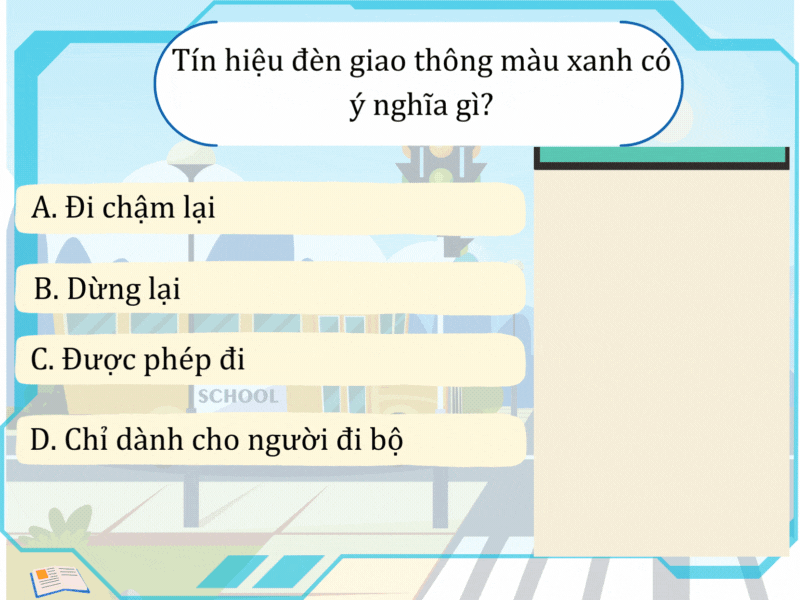 Tín hiệu đèn giao thông màu xanh có
ý nghĩa gì?
A. Đi chậm lại
B. Dừng lại
C. Được phép đi
SCHOOL
D. Chỉ dành cho người đi bộ